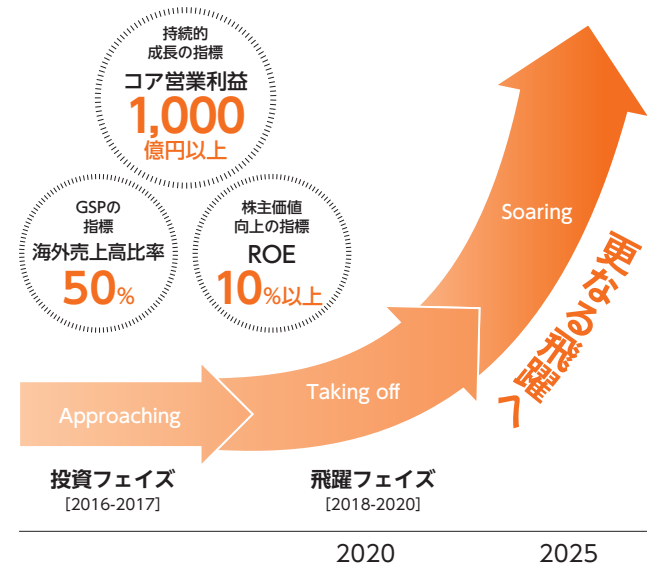 持続的
成長の指標
コア営業利益
1,000
億円以上
GSPの
指標
海外売上高比率
50%
株主価値
向上の指標
ROE
10%以上
Soaring
更なる飛躍へ
Taking off
Approaching
投資フェイズ
[2016-2017]
飛躍フェイズ
[2018-2020]
2020
2025